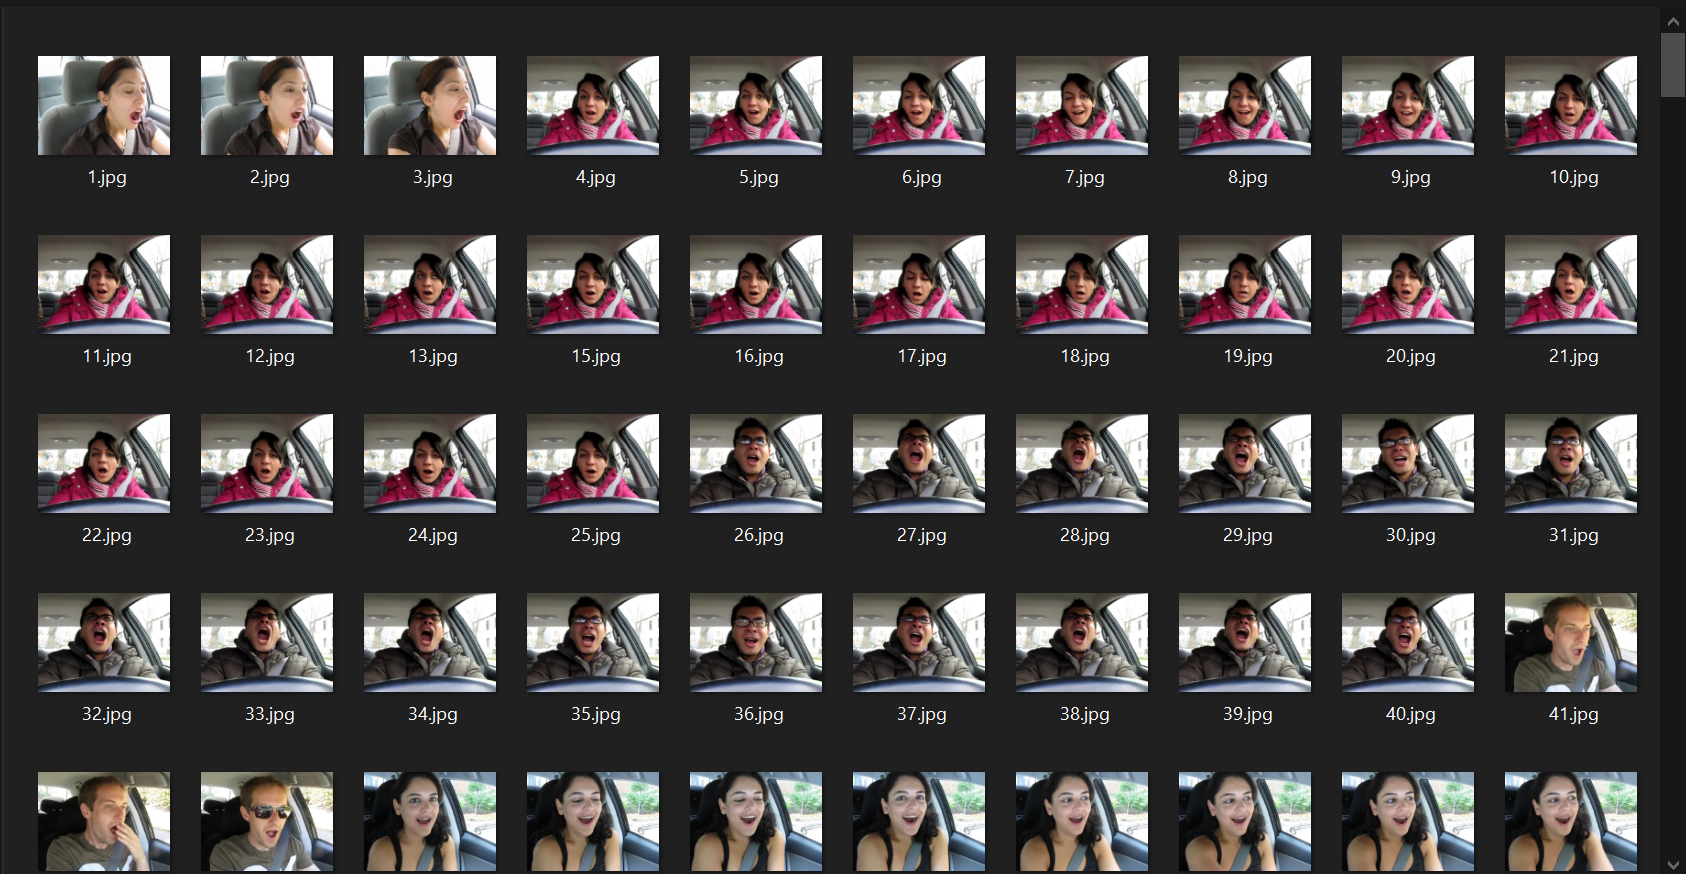 1.jpg 2.jpg 3.jpg 4.jpg 5.jpg 6.jpg 7.jpg 8.jpg 9.jpg 10.jpg
11.jpg 12.jpg 13.jpg 15.jpg 16.jpg 17.jpg 18.jpg 19.jpg 20.jpg 21.jpg
22.jpg 23.jpg 24.jpg 25.jpg 26.jpg 27.jpg 28.jpg 29.jpg 30.jpg 31.jpg
32.jpg 33.jpg 34.jpg 35.jpg 36.jpg 37.jpg 38.jpg 39.jpg 40.jpg 41.jpg